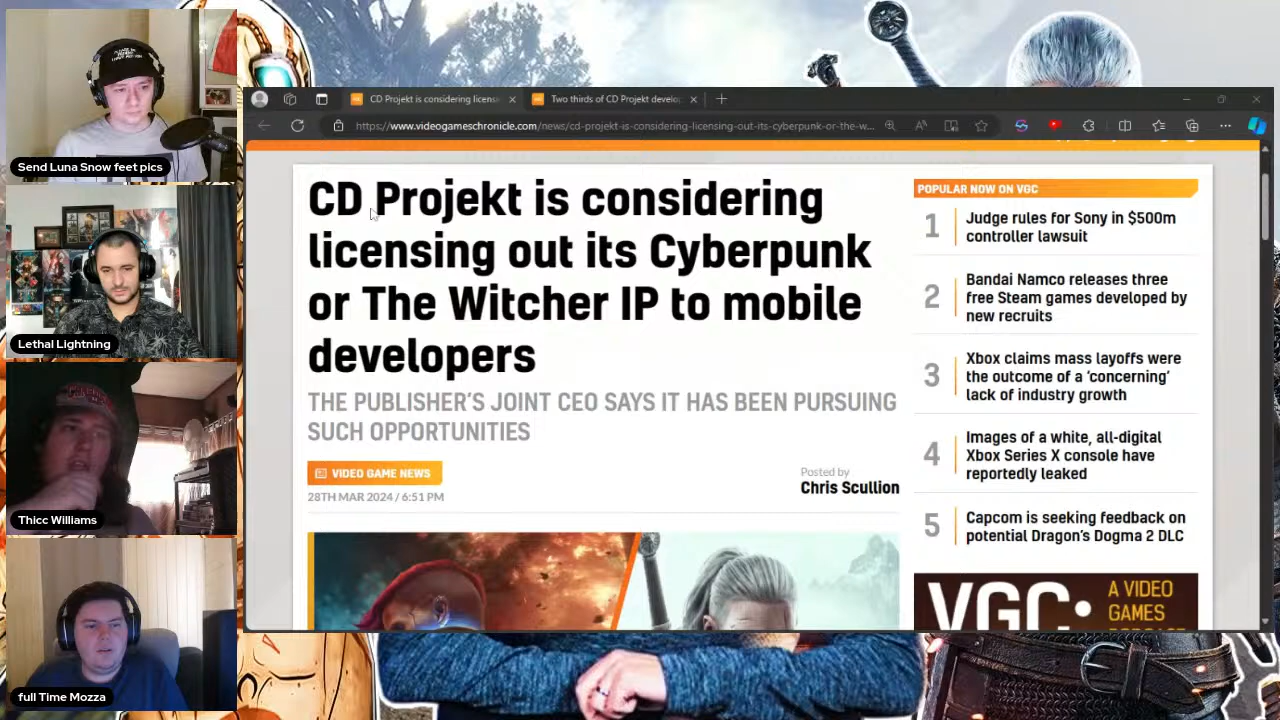 Send Luna Snow feet pics
Lethal Lightning
Thicc Williams
full Time Mozza
CD Projekt is considering licens
Two thirds of CD Projekt develo
https://www.videogameschronicle.com/news/cd-projekt-is-considering-licensing-out-its-cyberpunk-or-the-w...
CD Projekt is considering
licensing out its Cyberpunk
or The Witcher IP to mobile
developers
THE PUBLISHER'S JOINT CEO SAYS IT HAS BEEN PURSUING
SUCH OPPORTUNITIES
VIDEO GAME NEWS
28TH MAR 2024 / 6:51 PM
Posted by
Chris Scullion
POPULAR NOW ON VGC
1
Judge rules for Sony in $500m
controller lawsuit
2
Bandai Namco releases three
free Steam games developed by
new recruits
3
Xbox claims mass layoffs were
the outcome of a 'concerning'
lack of industry growth
4
Images of a white, all-digital
Xbox Series X console have
reportedly leaked
5
Capcom is seeking feedback on
potential Dragon's Dogma 2 DLC
VGC:
A VIDEO
GAMES